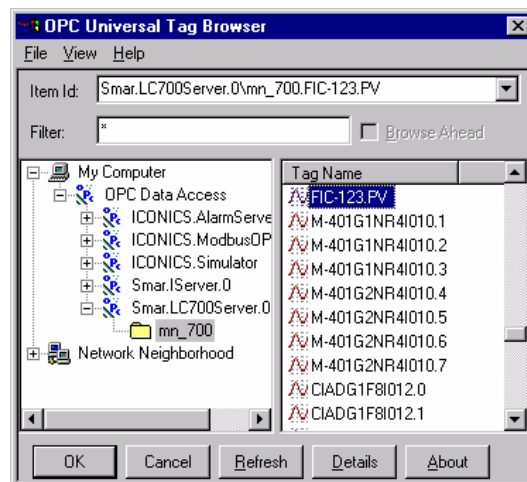 OPC Universal Tag Browser
File View Help
Item Id: Smar.LC700Server.0\mn_700.FIC-123.PV
Filter: * Browse Ahead
My Computer
OPC Data Access
ICONICS.AlarmServe
ICONICS.ModbusOP
ICONICS.Simulator
Smar.IServer.0
Smar.LC700Server.0
mn_700
Network Neighborhood
Tag Name
FIC-123.PV
M-401G1NR4I010.1
M-401G1NR4I010.2
M-401G1NR4I010.3
M-401G2NR4I010.4
M-401G2NR4I010.5
M-401G2NR4I010.6
M-401G2NR4I010.7
CIADG1F8I012.0
CIADG1F8I012.1
OK Cancel Refresh Details About